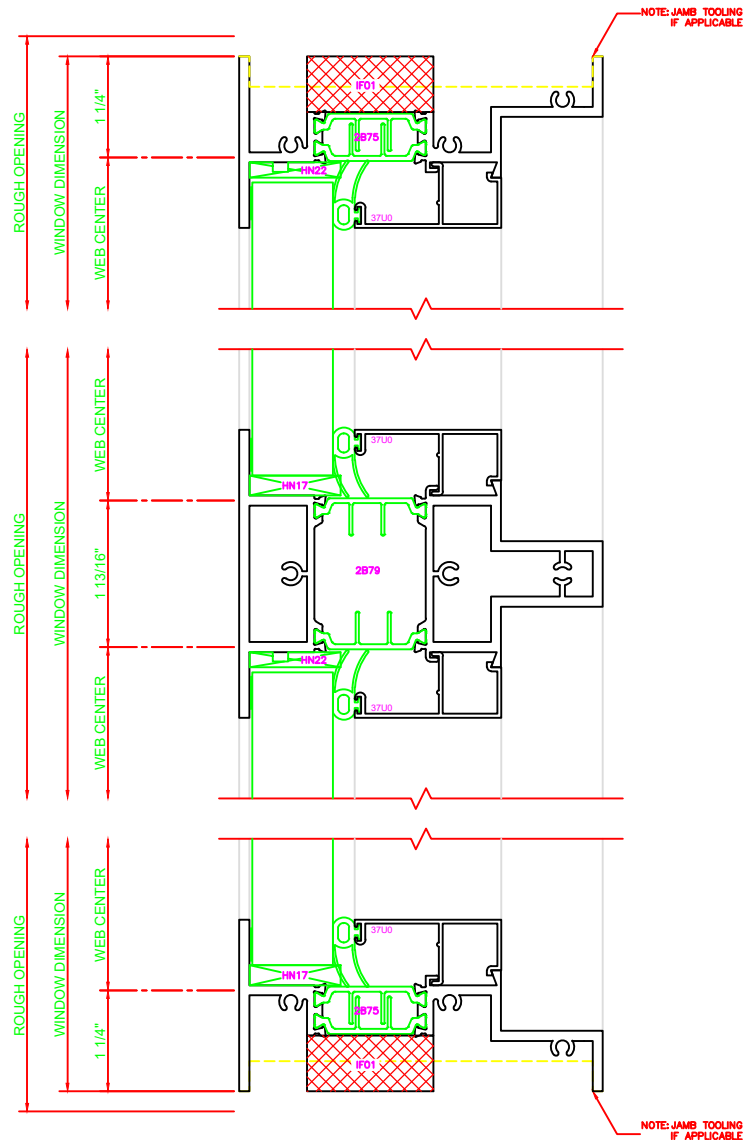 NOTE: JAMB TOOLING
IF APPLICABLE
ROUGH OPENING
WINDOW DIMENSION
1 1/4"
WEB CENTER
IF01
2B75
HN22
37U0
ROUGH OPENING
WINDOW DIMENSION
WEB CENTER
1 13/16"
WEB CENTER
37U0
HN17
2B79
HN22
37U0
ROUGH OPENING
WINDOW DIMENSION
WEB CENTER
1 1/4"
37U0
HN17
2B75
IF01
NOTE: JAMB TOOLING
IF APPLICABLE